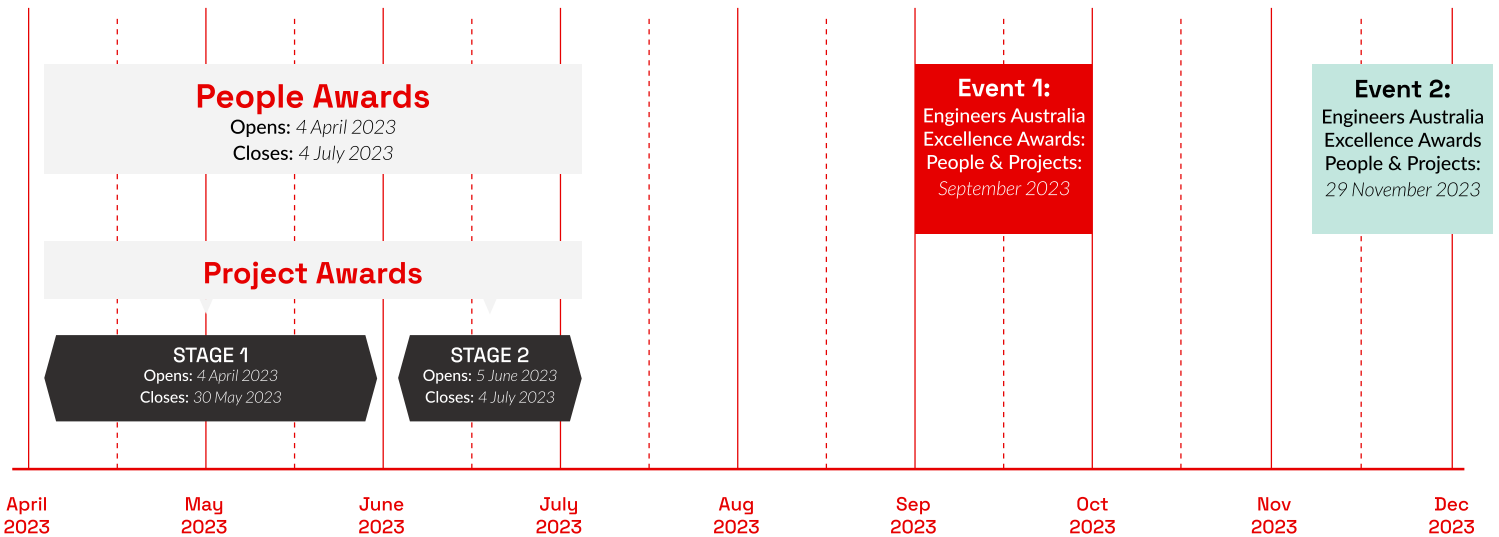 People Awards
Opens: 4 April 2023
Closes: 4 July 2023
Event 1:
Engineers Australia
Excellence Awards:
People & Projects:
September 2023
Event 2:
Engineers Australia
Excellence Awards
People & Projects:
29 November 2023
Project Awards
STAGE 1
Opens: 4 April 2023
Closes: 30 May 2023
STAGE 2
Opens: 5 June 2023
Closes: 4 July 2023
April
2023
May
2023
June
2023
July
2023
Aug
2023
Sep
2023
Oct
2023
Nov
2023
Dec
2023